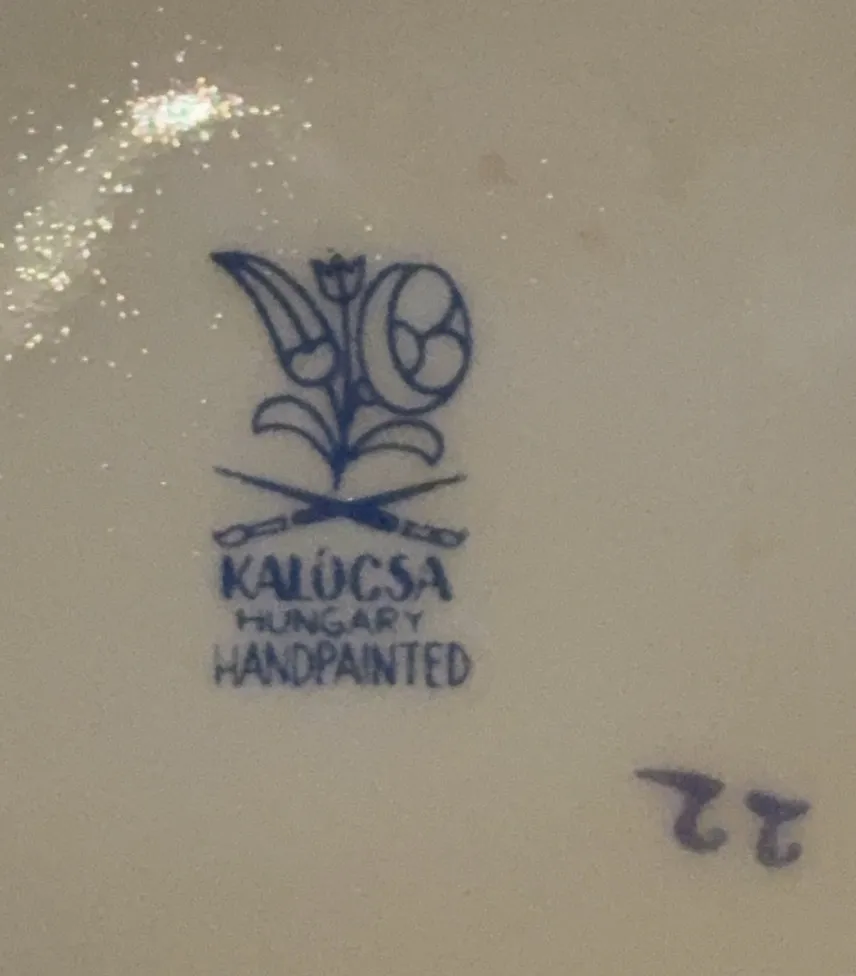 KALÓCSA
HUNGARY
HANDPAINTED
22